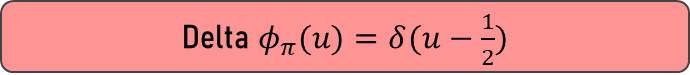 Delta ϕ_π(u) = δ(u − 1/2)